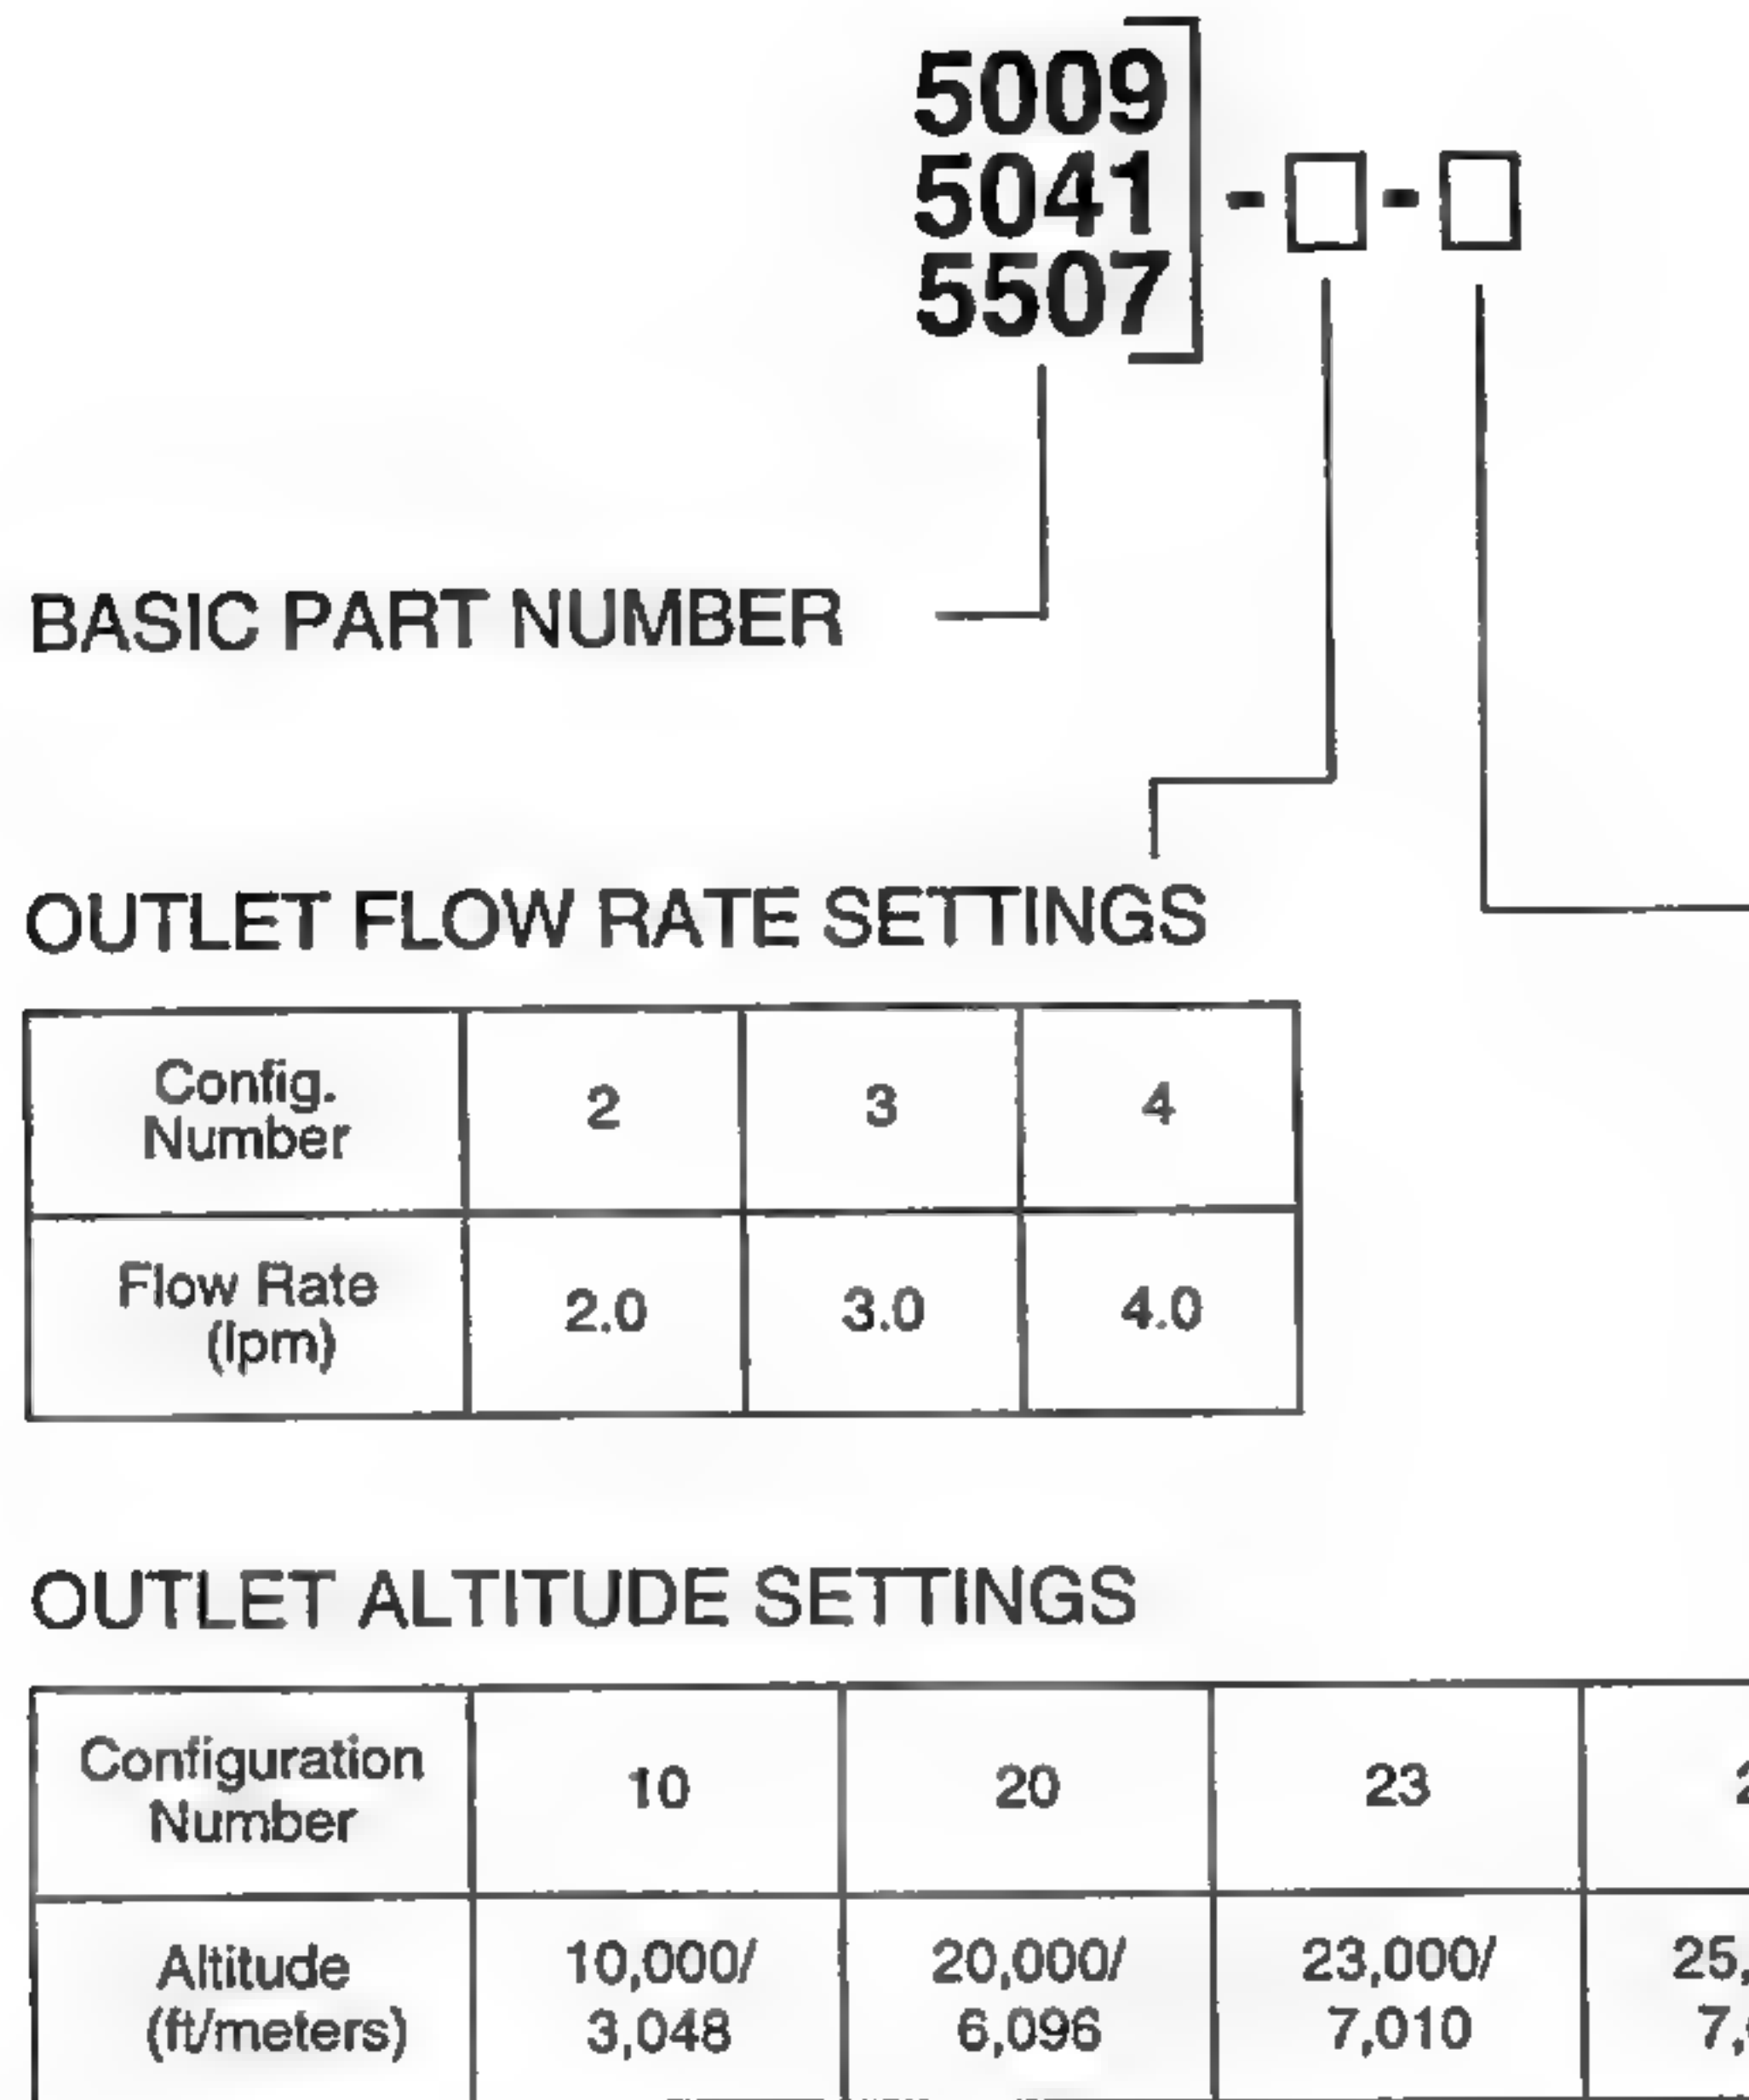 5009
5041
5507
- □ - □
BASIC PART NUMBER
OUTLET FLOW RATE SETTINGS
Config. Number 2 3 4
Flow Rate (lpm) 2.0 3.0 4.0
OUTLET ALTITUDE SETTINGS
Configuration Number 10 20 23
Altitude (ft/meters) 10,000/ 3,048 20,000/ 6,096 23,000/ 7,010